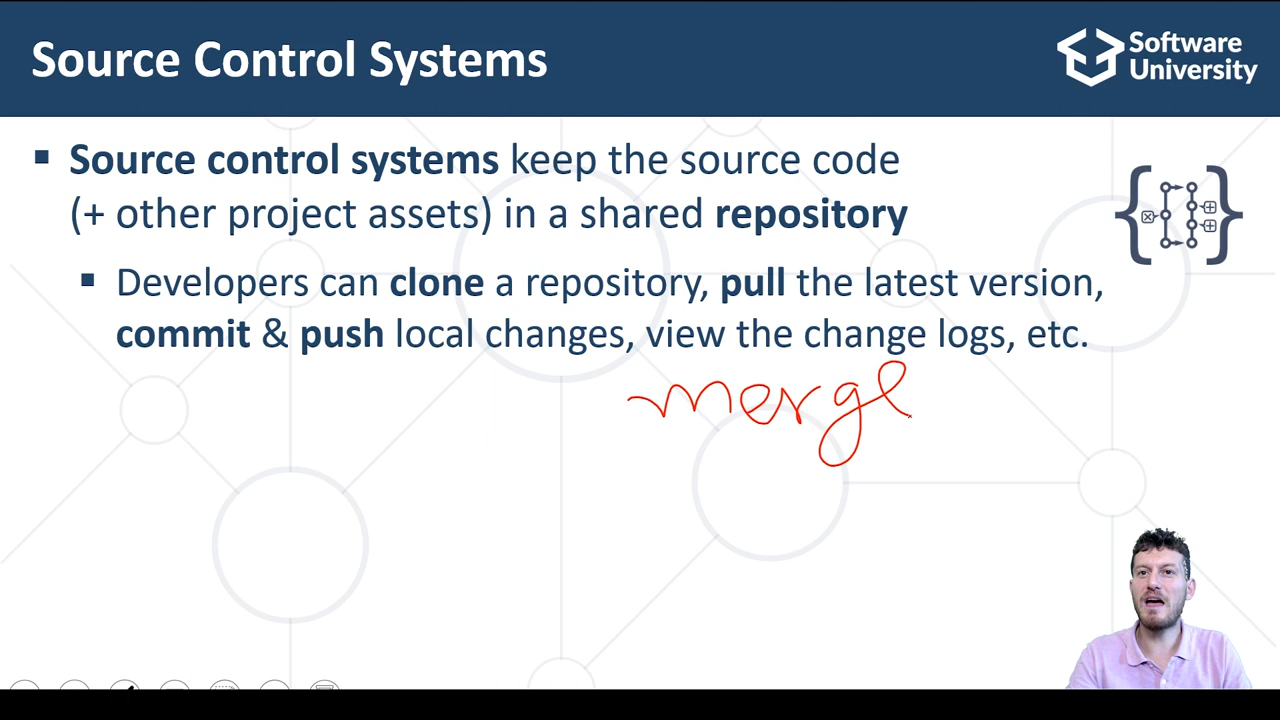 Source Control Systems
Software
University
▪ Source control systems keep the source code
(+ other project assets) in a shared repository
▪ Developers can clone a repository, pull the latest version,
commit & push local changes, view the change logs, etc.
merge